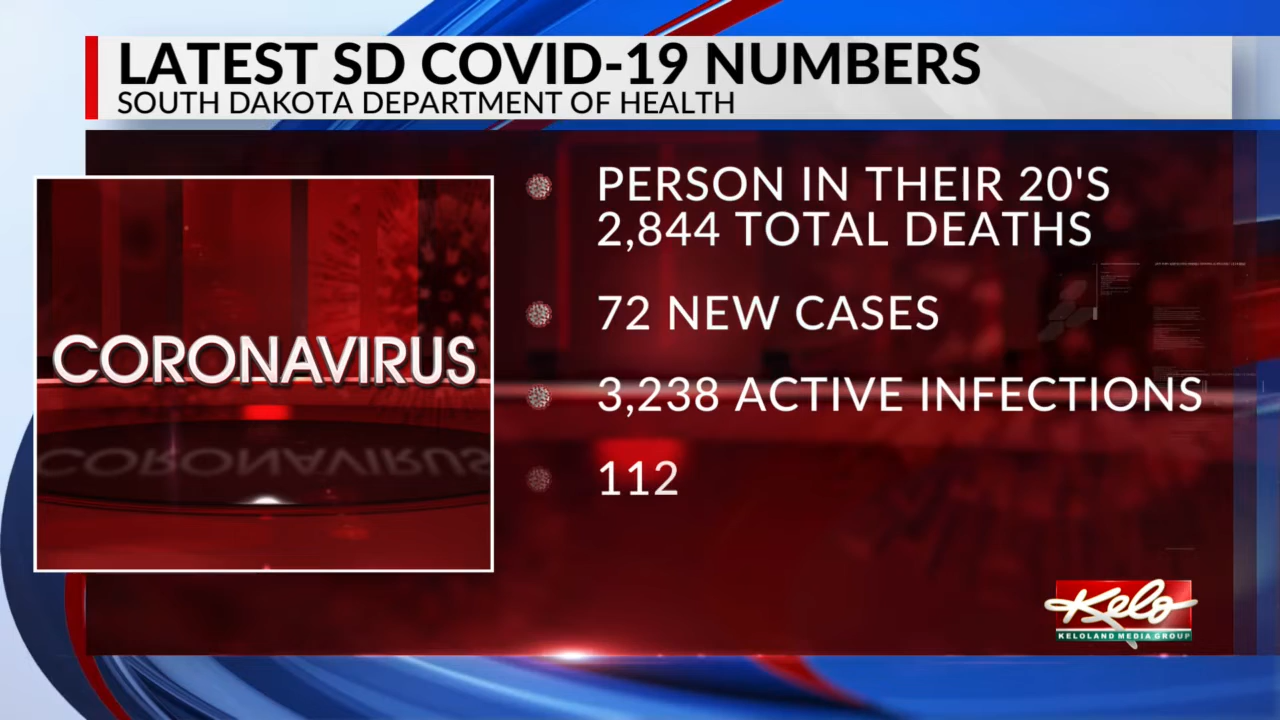 LATEST SD COVID-19 NUMBERS
SOUTH DAKOTA DEPARTMENT OF HEALTH
CORONAVIRUS
PERSON IN THEIR 20'S
2,844 TOTAL DEATHS
72 NEW CASES
3,238 ACTIVE INFECTIONS
112
Kelo
KELOLAND MEDIA GROUP